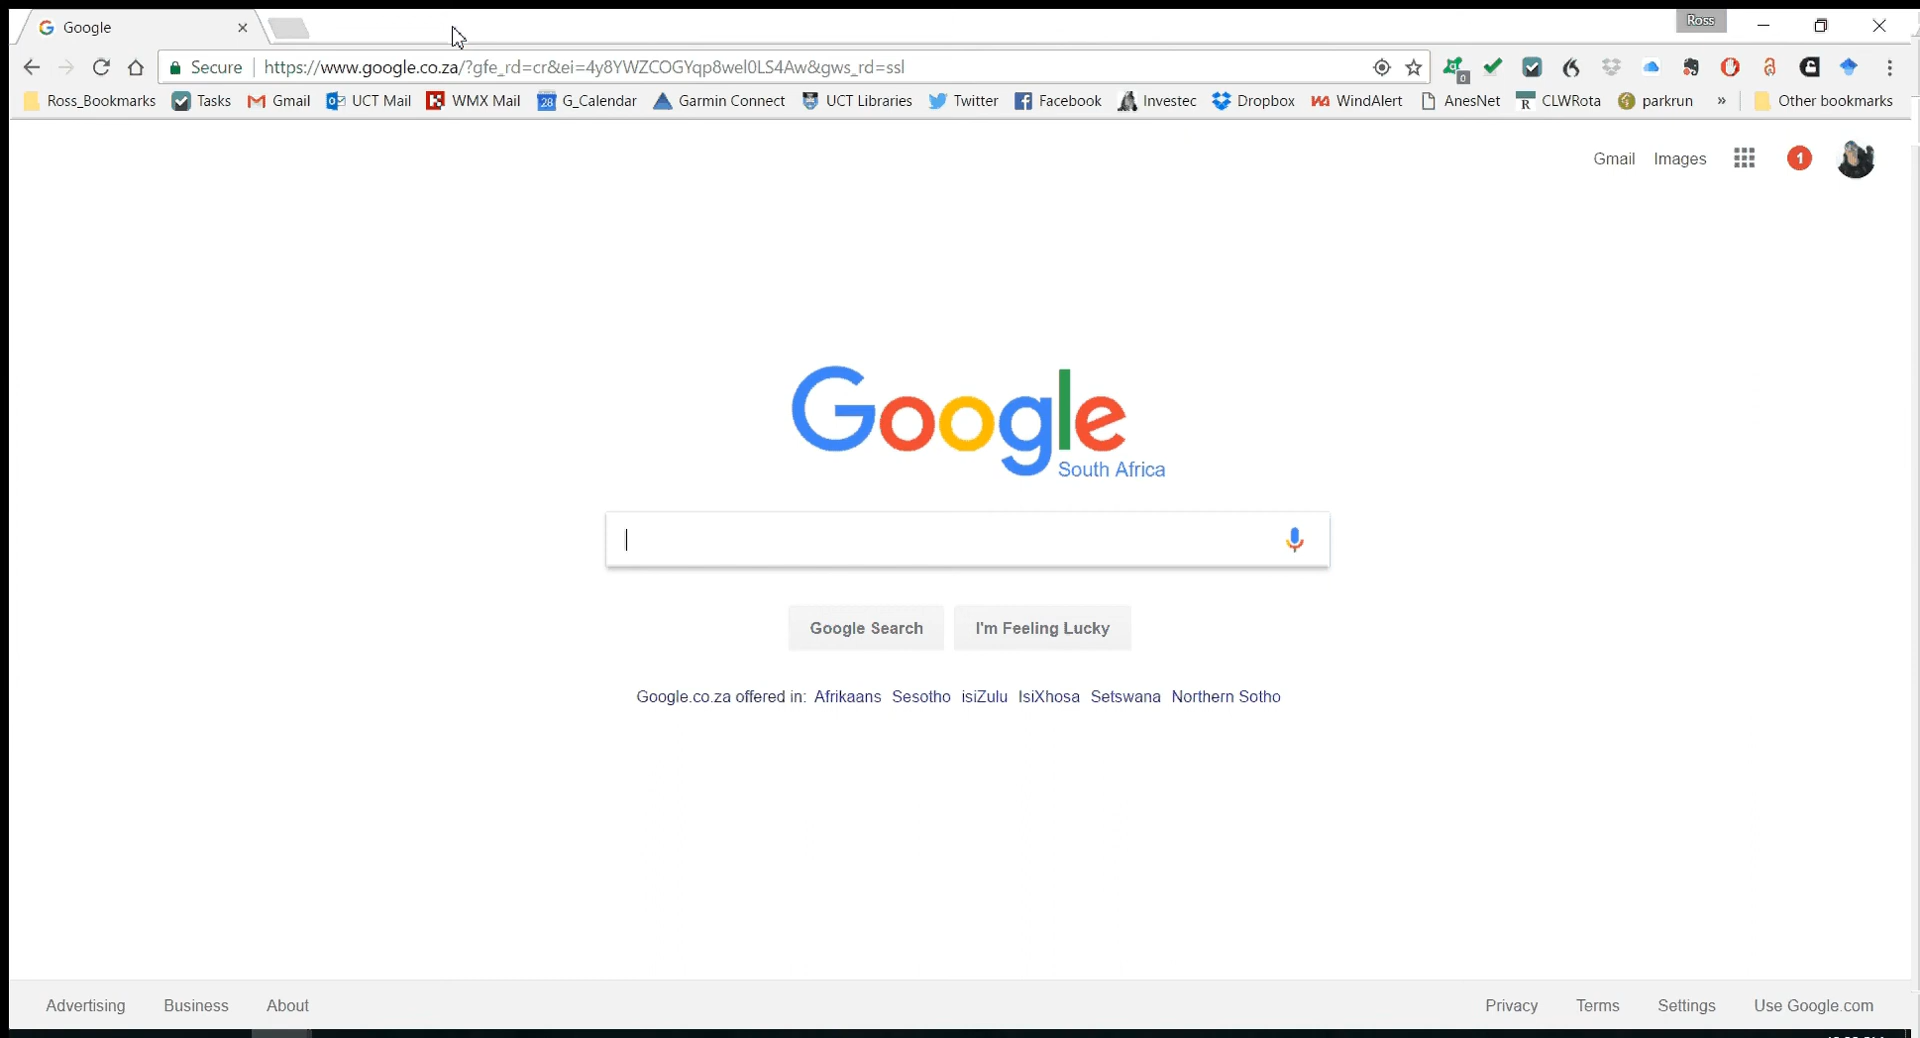 Google
Ross
Secure https://www.google.co.za/?gfe_rd=cr&ei=4y8YWZCOGYqp8wel0LS4Aw&gws_rd=ssl
0
Ross_Bookmarks Tasks Gmail UCT Mail WMX Mail 28 G_Calendar Garmin Connect UCT Libraries Twitter Facebook Investec Dropbox WindAlert AnesNet R CLWRota parkrun » Other bookmarks
Gmail Images 1
Google
South Africa
Google Search I'm Feeling Lucky
Google.co.za offered in: Afrikaans Sesotho isiZulu IsiXhosa Setswana Northern Sotho
Advertising Business About Privacy Terms Settings Use Google.com